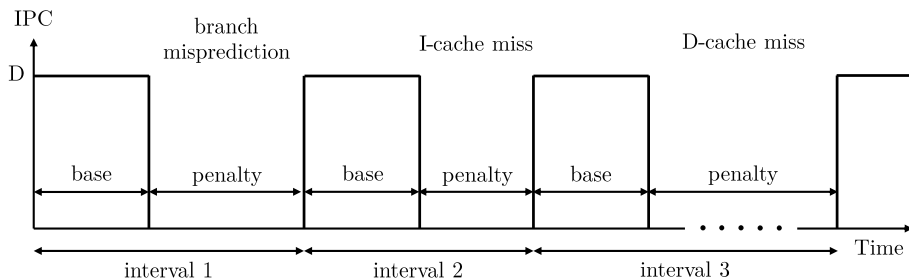 IPC
branch
misprediction
I-cache miss
D-cache miss
D
base
penalty
base
penalty
base
penalty
Time
interval 1
interval 2
interval 3